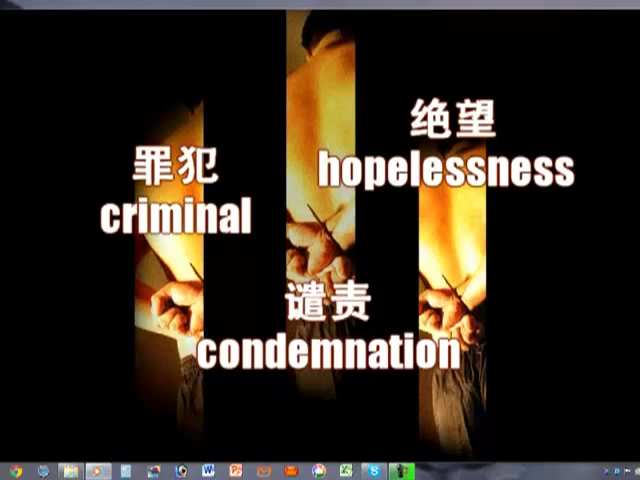 罪犯
criminal
绝望
hopelessness
谴责
condemnation